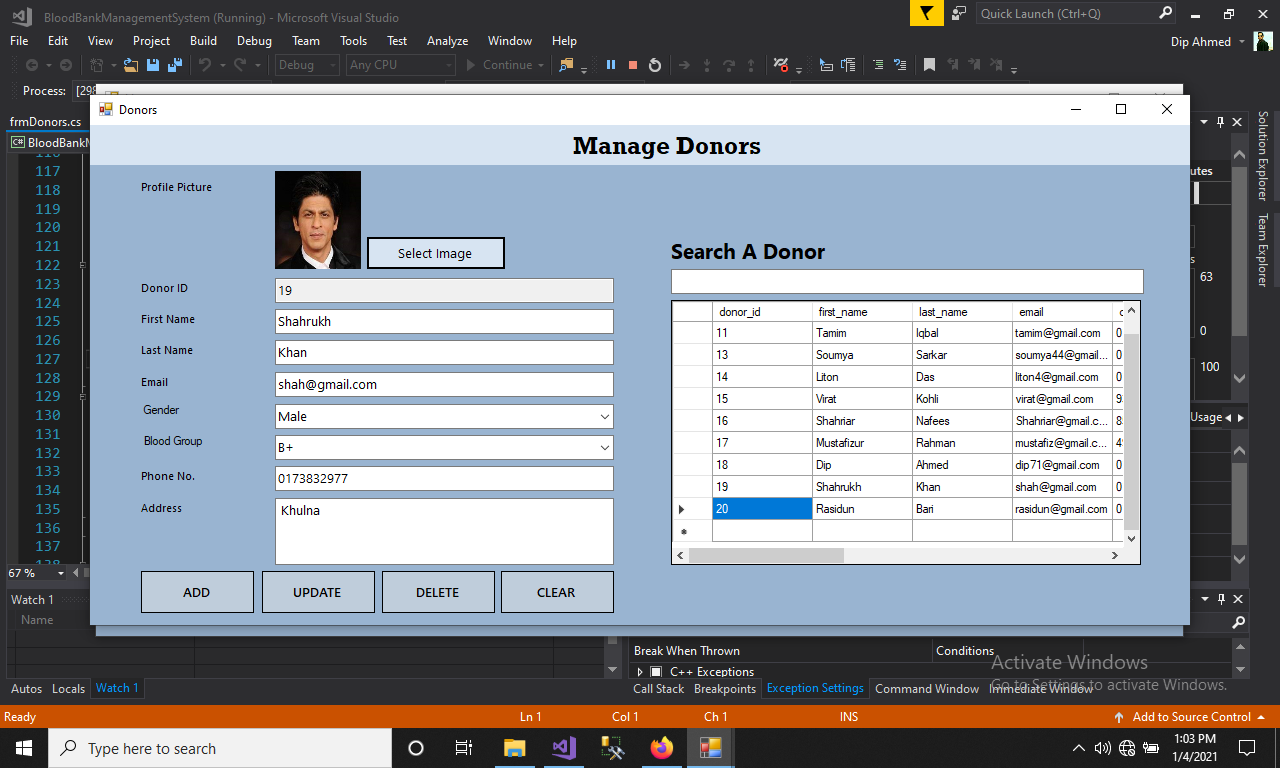 BloodBankManagementSystem (Running) - Microsoft Visual Studio
Quick Launch (Ctrl+Q)
File Edit View Project Build Debug Team Tools Test Analyze Window Help
Dip Ahmed
Debug Any CPU Continue
Process: [298
Donors
frmDonors.cs
C# BloodBankM
Manage Donors
Solution Explorer
Team Explorer
utes
s
63
0
100
Usage
117
118
119
120
121
122
123
124
125
126
127
128
129
130
131
132
133
134
135
136
137
138
67 %
Profile Picture
Select Image
Donor ID 19
First Name Shahrukh
Last Name Khan
Email shah@gmail.com
Gender Male
Blood Group B+
Phone No. 0173832977
Address Khulna
ADD UPDATE DELETE CLEAR
Search A Donor
donor_id first_name last_name email c
11 Tamim Iqbal tamim@gmail.com 0
13 Soumya Sarkar soumya44@gmail... 0
14 Liton Das liton4@gmail.com 0
15 Virat Kohli virat@gmail.com 9
16 Shahriar Nafees Shahriar@gmail.c... 8
17 Mustafizur Rahman mustafiz@gmail.c... 4
18 Dip Ahmed dip71@gmail.com 0
19 Shahrukh Khan shah@gmail.com 0
20 Rasidun Bari rasidun@gmail.com 0
Watch 1
Name
Break When Thrown Conditions
C++ Exceptions
Autos Locals Watch 1
Call Stack Breakpoints Exception Settings Command Window Immediate Window
Activate Windows
Go to Settings to activate Windows.
Ready Ln 1 Col 1 Ch 1 INS Add to Source Control
Type here to search
1:03 PM
1/4/2021